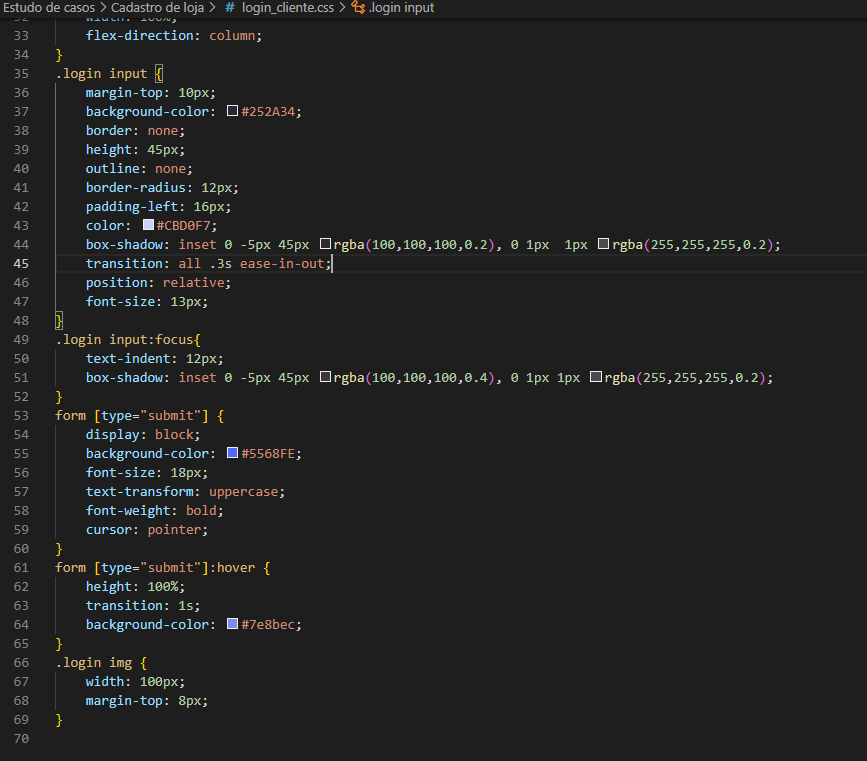 Estudo de casos > Cadastro de loja > # login_cliente.css > .login input
32 width: 100%;
33 flex-direction: column;
34 }
35 .login input {
36 margin-top: 10px;
37 background-color: #252A34;
38 border: none;
39 height: 45px;
40 outline: none;
41 border-radius: 12px;
42 padding-left: 16px;
43 color: #CBD0F7;
44 box-shadow: inset 0 -5px 45px rgba(100,100,100,0.2), 0 1px  1px rgba(255,255,255,0.2);
45 transition: all .3s ease-in-out;
46 position: relative;
47 font-size: 13px;
48 }
49 .login input:focus{
50 text-indent: 12px;
51 box-shadow: inset 0 -5px 45px rgba(100,100,100,0.4), 0 1px 1px rgba(255,255,255,0.2);
52 }
53 form [type="submit"] {
54 display: block;
55 background-color: #5568FE;
56 font-size: 18px;
57 text-transform: uppercase;
58 font-weight: bold;
59 cursor: pointer;
60 }
61 form [type="submit"]:hover {
62 height: 100%;
63 transition: 1s;
64 background-color: #7e8bec;
65 }
66 .login img {
67 width: 100px;
68 margin-top: 8px;
69 }
70